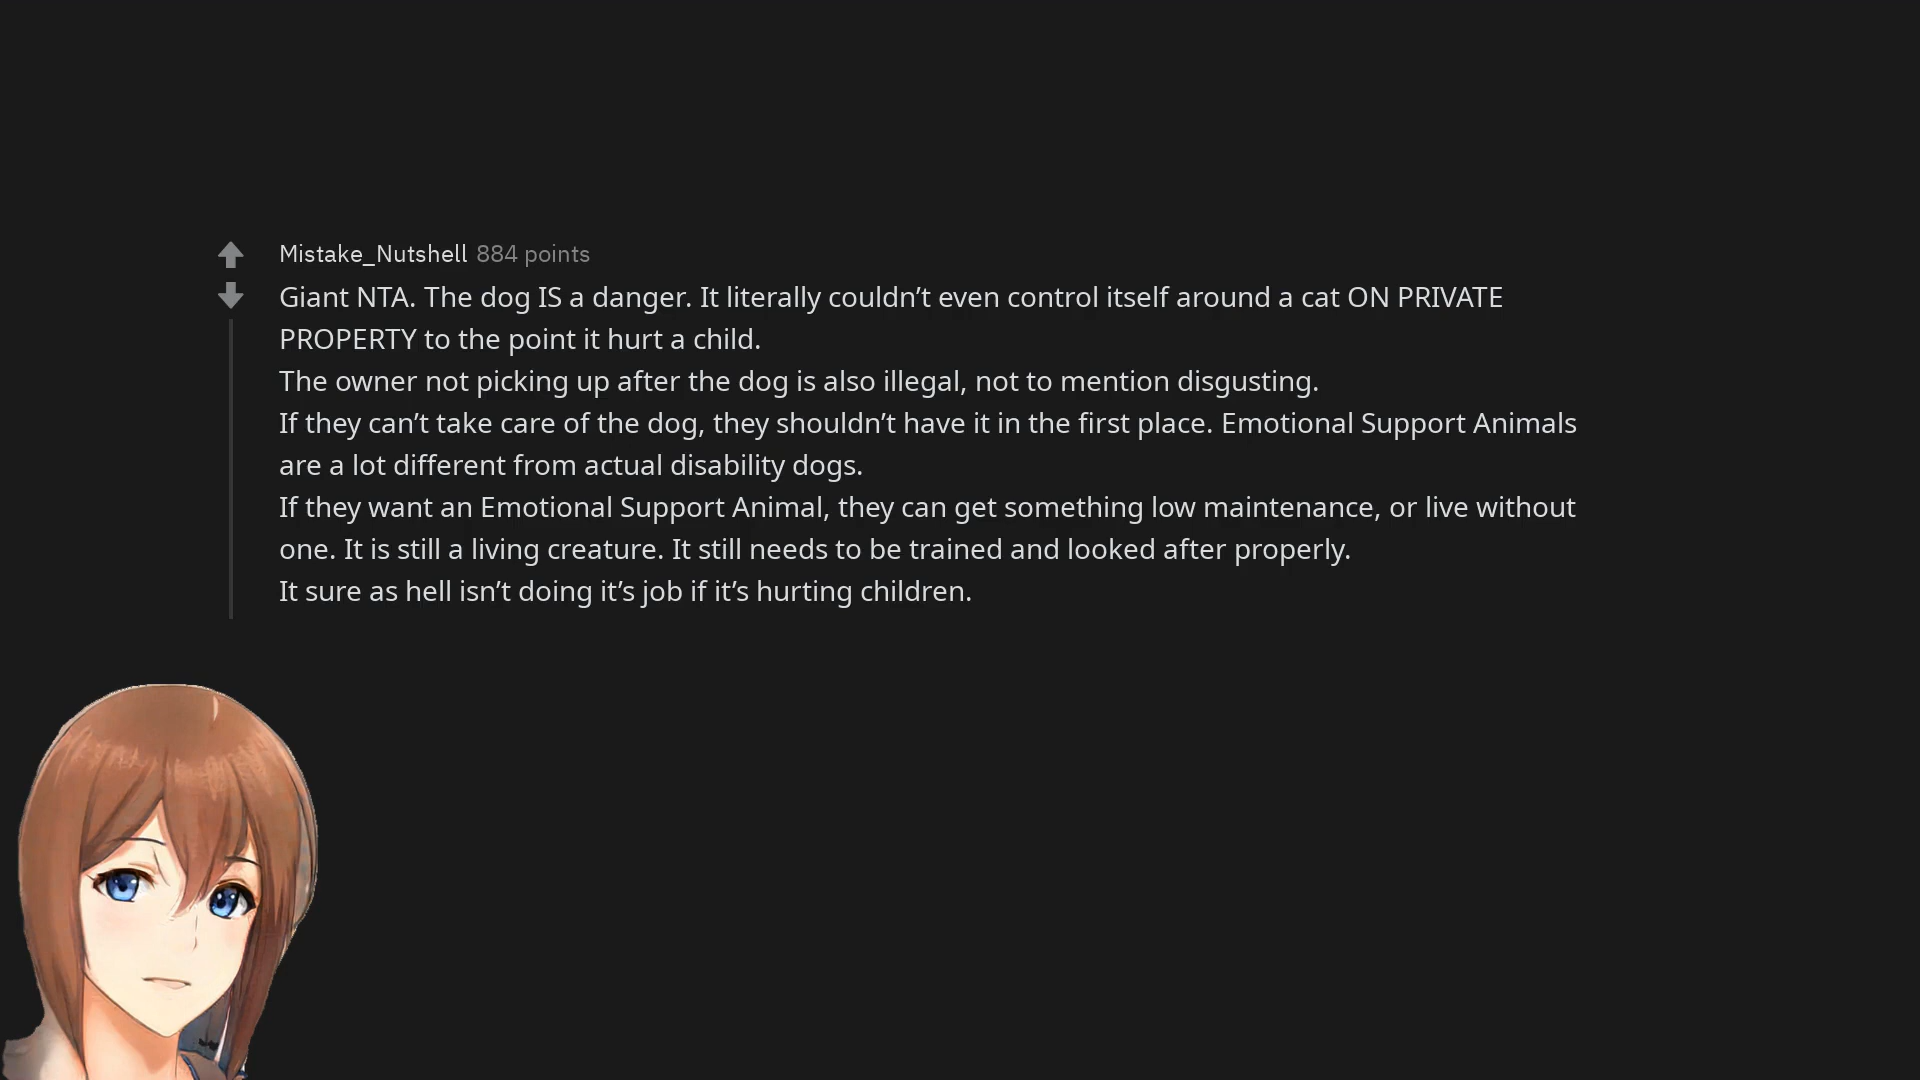 Mistake_Nutshell 884 points
Giant NTA. The dog IS a danger. It literally couldn’t even control itself around a cat ON PRIVATE
PROPERTY to the point it hurt a child.
The owner not picking up after the dog is also illegal, not to mention disgusting.
If they can’t take care of the dog, they shouldn’t have it in the first place. Emotional Support Animals
are a lot different from actual disability dogs.
If they want an Emotional Support Animal, they can get something low maintenance, or live without
one. It is still a living creature. It still needs to be trained and looked after properly.
It sure as hell isn’t doing it’s job if it’s hurting children.